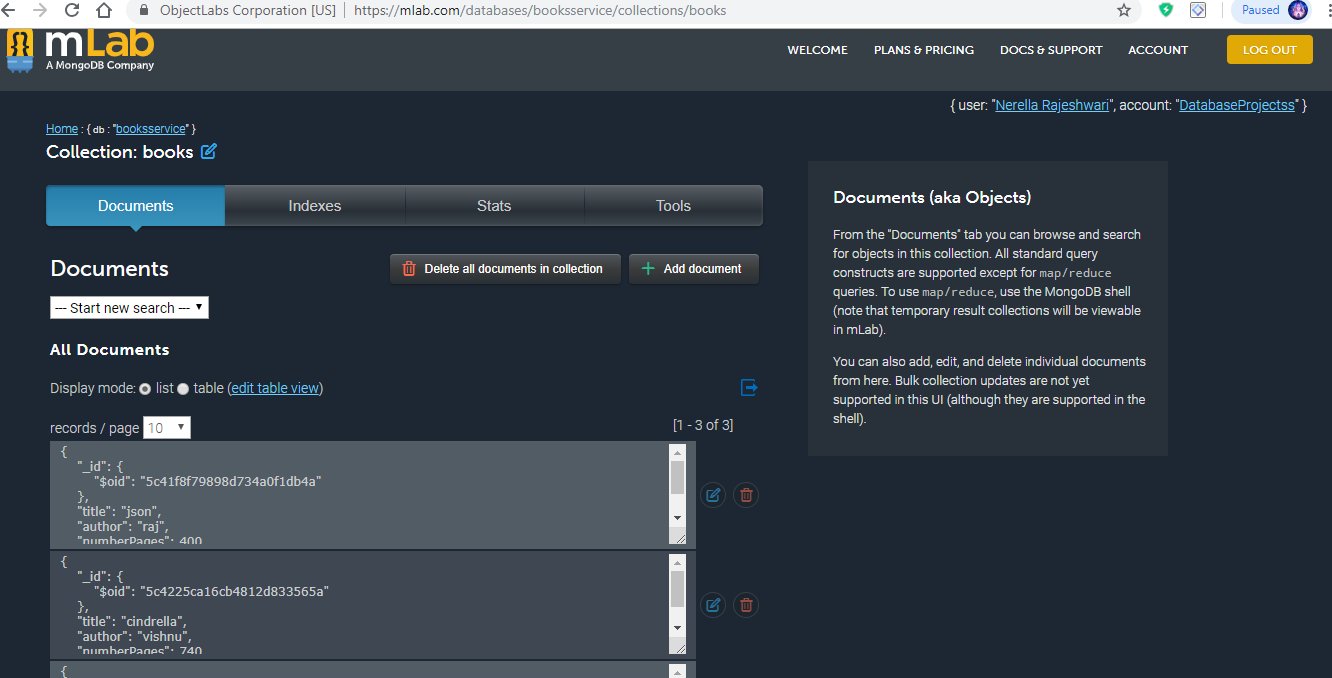 ObjectLabs Corporation [US] | https://mlab.com/databases/booksservice/collections/books
Paused
mLab
A MongoDB Company
WELCOME PLANS & PRICING DOCS & SUPPORT ACCOUNT LOG OUT
{ user: "Nerella Rajeshwari", account: "DatabaseProjectss" }
Home : { db : "booksservice" }
Collection: books
Documents Indexes Stats Tools
Documents
Delete all documents in collection
Add document
--- Start new search ---
All Documents
Display mode: list table (edit table view)
records / page 10
[1 - 3 of 3]
{
"_id": {
"$oid": "5c41f8f79898d734a0f1db4a"
},
"title": "json",
"author": "raj",
"numberPages": 400
{
"_id": {
"$oid": "5c4225ca16cb4812d833565a"
},
"title": "cindrella",
"author": "vishnu",
"numberPages": 740
{
Documents (aka Objects)
From the "Documents" tab you can browse and search
for objects in this collection. All standard query
constructs are supported except for map/reduce
queries. To use map/reduce, use the MongoDB shell
(note that temporary result collections will be viewable
in mLab).
You can also add, edit, and delete individual documents
from here. Bulk collection updates are not yet
supported in this UI (although they are supported in the
shell).